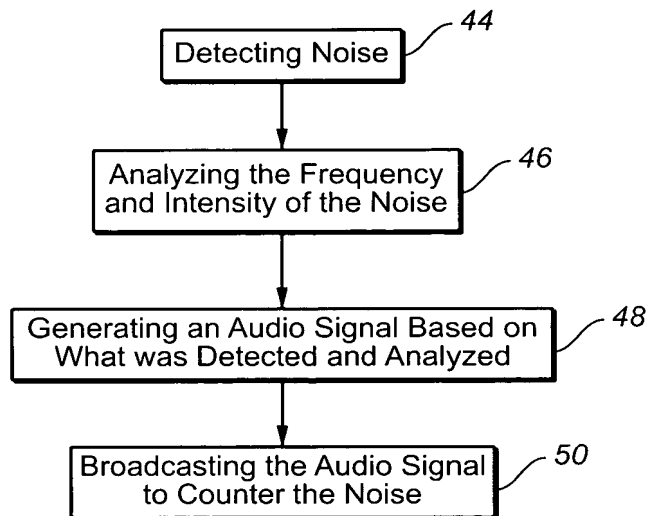 44
Detecting Noise
46
Analyzing the Frequency
and Intensity of the Noise
48
Generating an Audio Signal Based on
What was Detected and Analyzed
50
Broadcasting the Audio Signal
to Counter the Noise